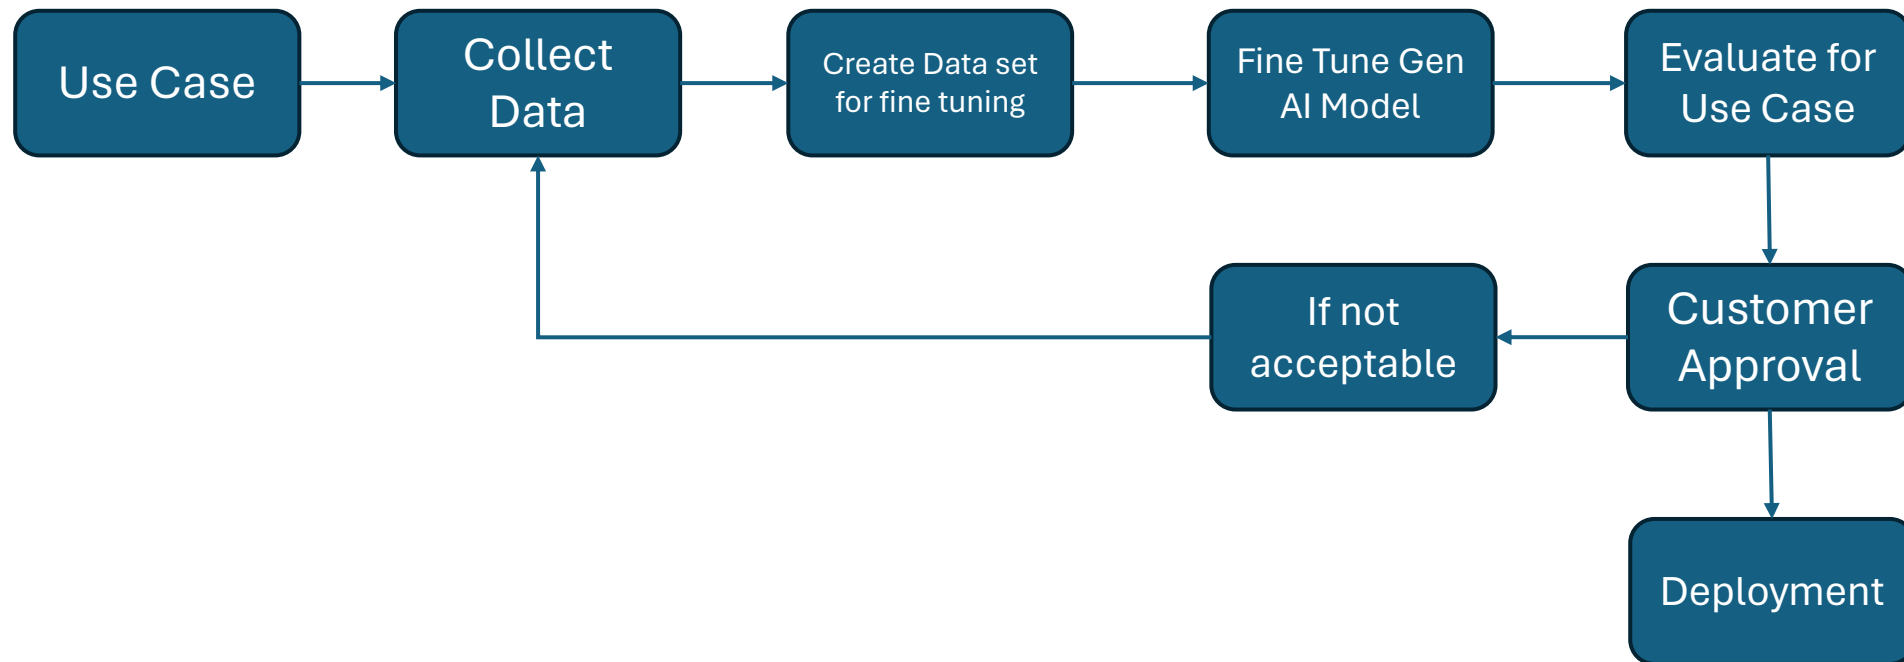 Use Case
Collect
Data
Create Data set
for fine tuning
Fine Tune Gen
AI Model
Evaluate for
Use Case
If not
acceptable
Customer
Approval
Deployment